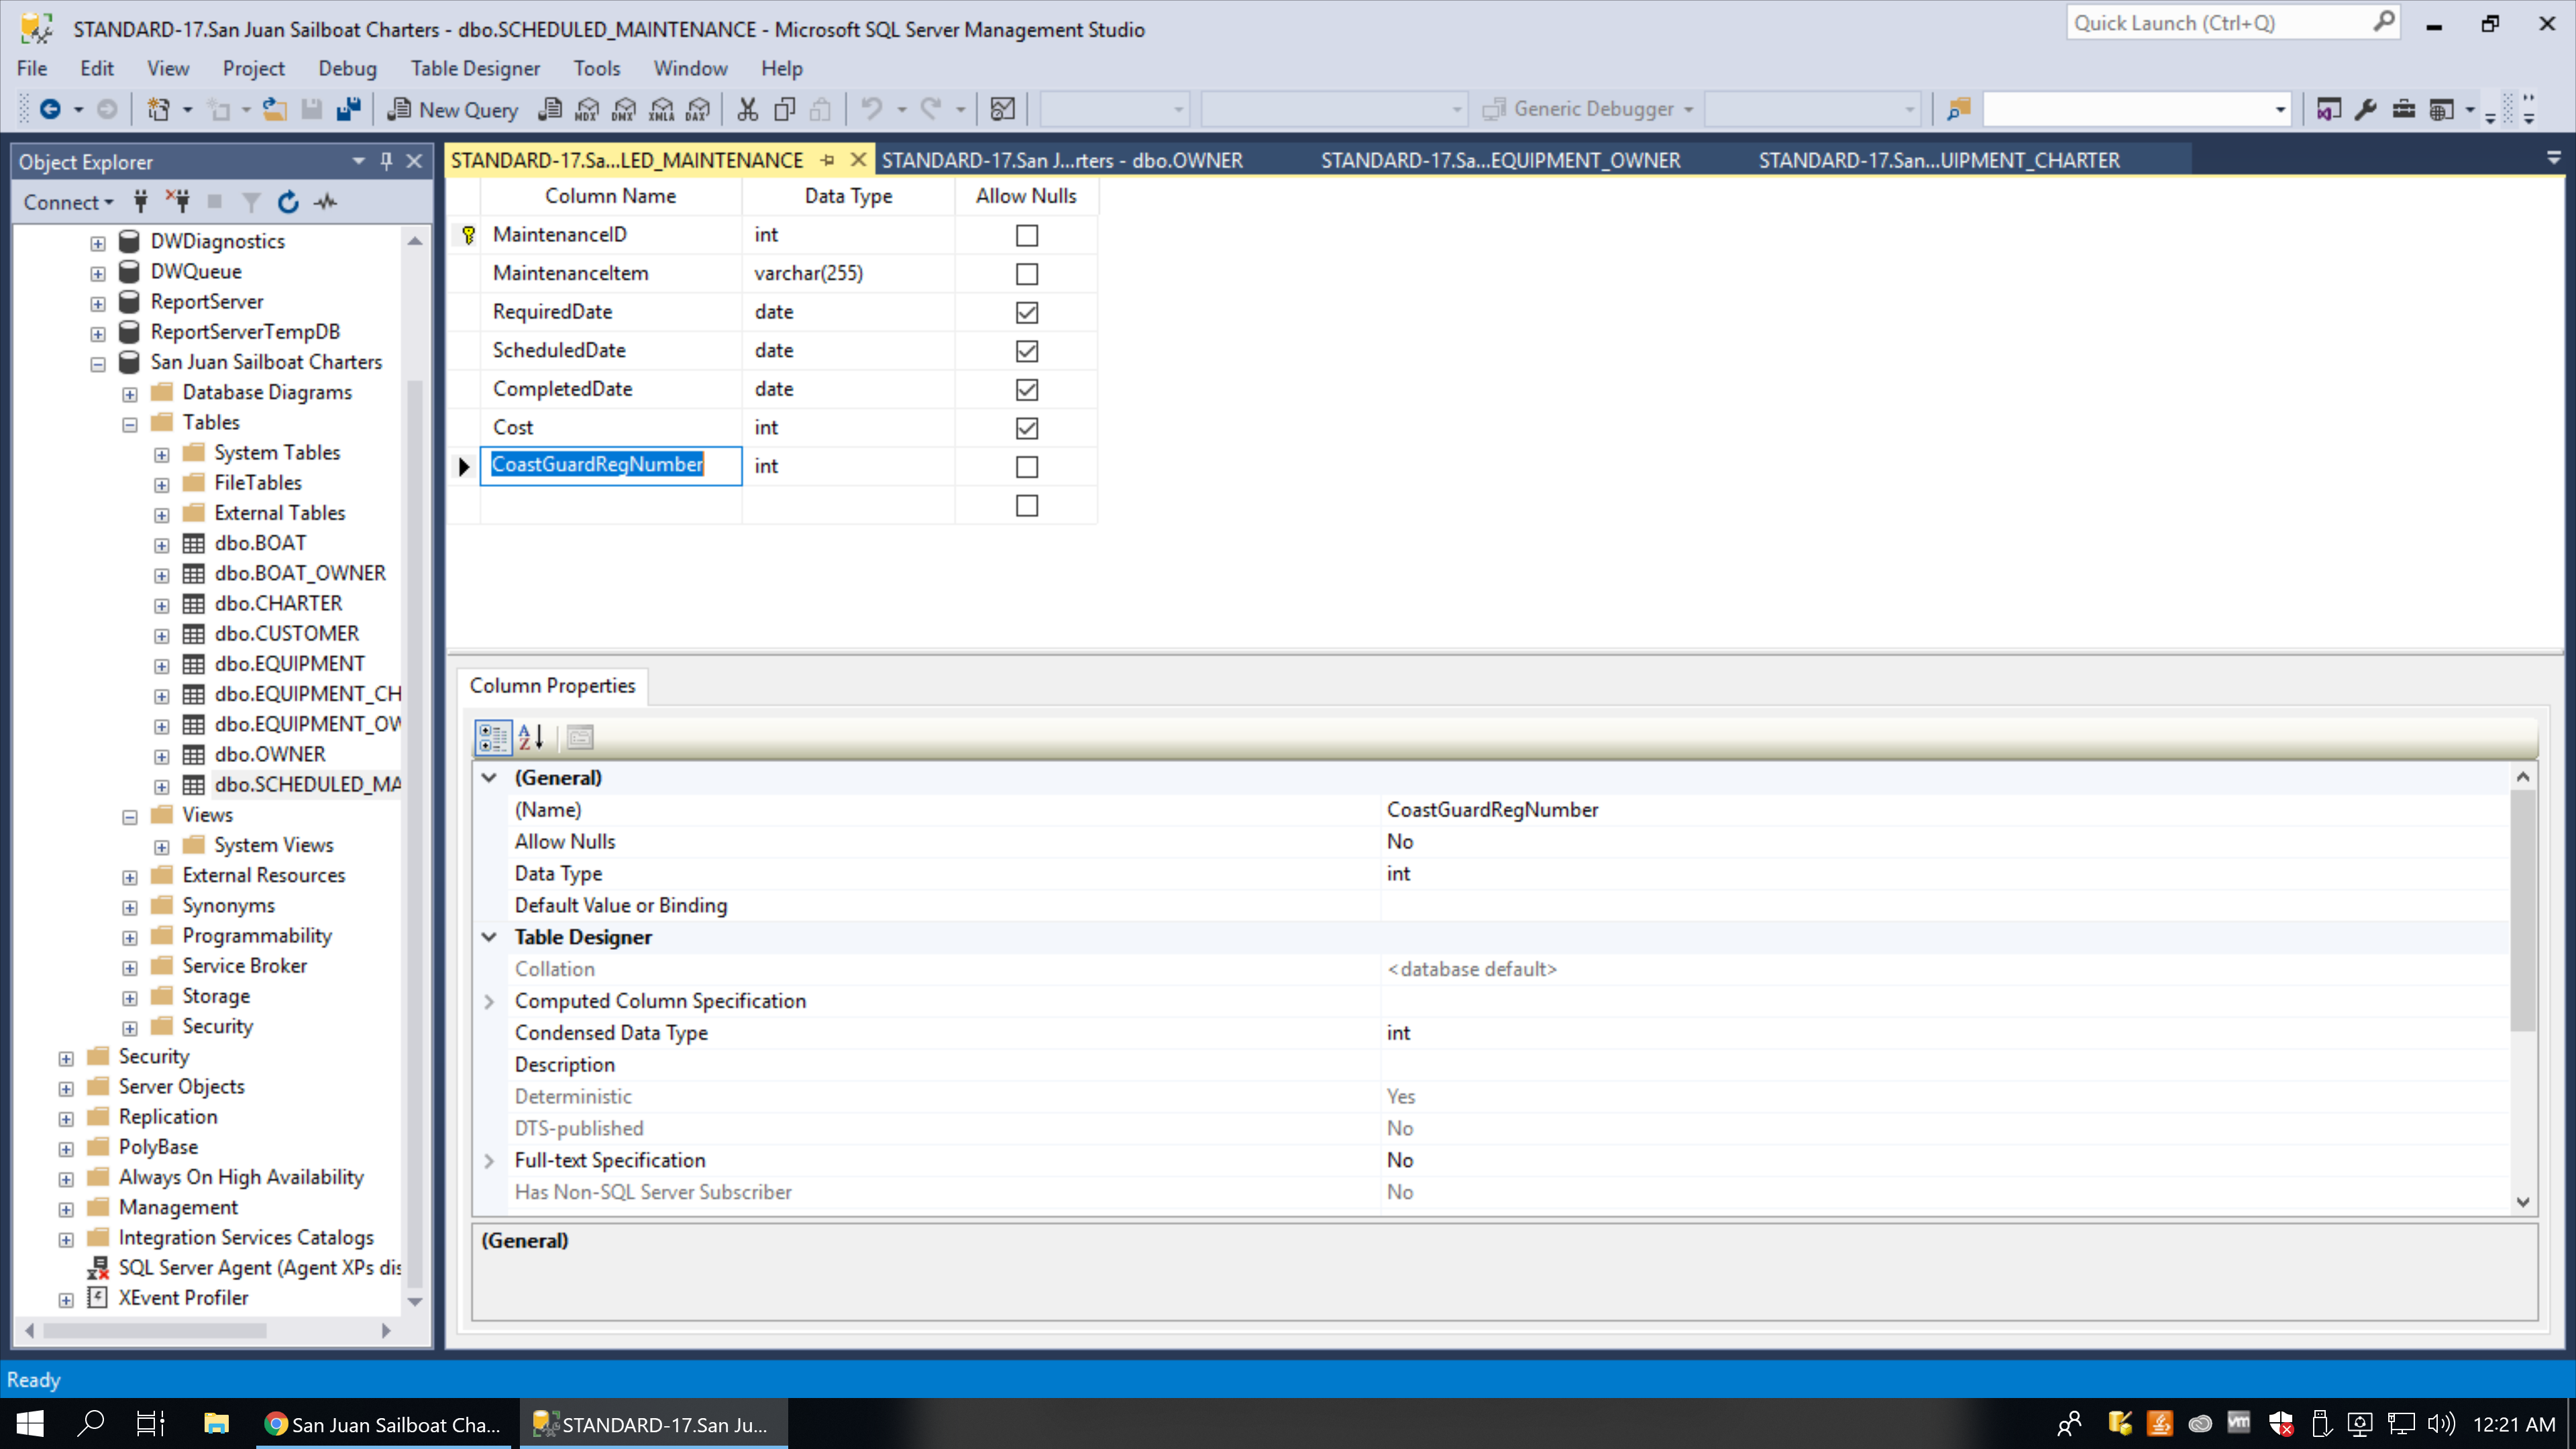 STANDARD-17.San Juan Sailboat Charters - dbo.SCHEDULED_MAINTENANCE - Microsoft SQL Server Management Studio
Quick Launch (Ctrl+Q)
File Edit View Project Debug Table Designer Tools Window Help
New Query MDX DMX XMLA DAX Generic Debugger
Object Explorer
Connect
DWDiagnostics
DWQueue
ReportServer
ReportServerTempDB
San Juan Sailboat Charters
Database Diagrams
Tables
System Tables
FileTables
External Tables
dbo.BOAT
dbo.BOAT_OWNER
dbo.CHARTER
dbo.CUSTOMER
dbo.EQUIPMENT
dbo.EQUIPMENT_CH
dbo.EQUIPMENT_OW
dbo.OWNER
dbo.SCHEDULED_MA
Views
System Views
External Resources
Synonyms
Programmability
Service Broker
Storage
Security
Security
Server Objects
Replication
PolyBase
Always On High Availability
Management
Integration Services Catalogs
SQL Server Agent (Agent XPs dis
XEvent Profiler
STANDARD-17.Sa...LED_MAINTENANCE STANDARD-17.San J...rters - dbo.OWNER STANDARD-17.Sa...EQUIPMENT_OWNER STANDARD-17.San...UIPMENT_CHARTER
Column Name Data Type Allow Nulls
MaintenanceID int
MaintenanceItem varchar(255)
RequiredDate date
ScheduledDate date
CompletedDate date
Cost int
CoastGuardRegNumber int
Column Properties
(General)
(Name) CoastGuardRegNumber
Allow Nulls No
Data Type int
Default Value or Binding
Table Designer
Collation <database default>
Computed Column Specification
Condensed Data Type int
Description
Deterministic Yes
DTS-published No
Full-text Specification No
Has Non-SQL Server Subscriber No
(General)
Ready
San Juan Sailboat Cha... STANDARD-17.San Ju... vm 12:21 AM